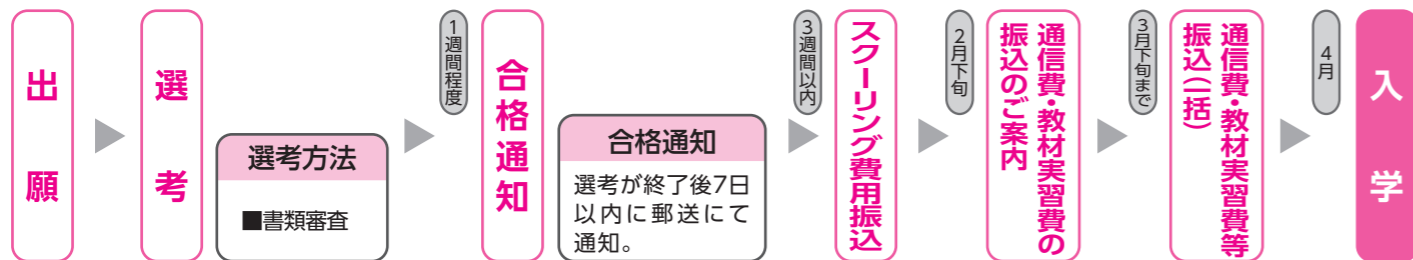 出願
選考
選考方法
■書類審査
1週間程度
合格通知
合格通知
選考が終了後7日
以内に郵送にて
通知。
3週間以内
スクーリング費用振込
2月下旬
通信費・教材実習費の
振込のご案内
3月下旬まで
通信費・教材実習費等
振込（一括）
4月
入学